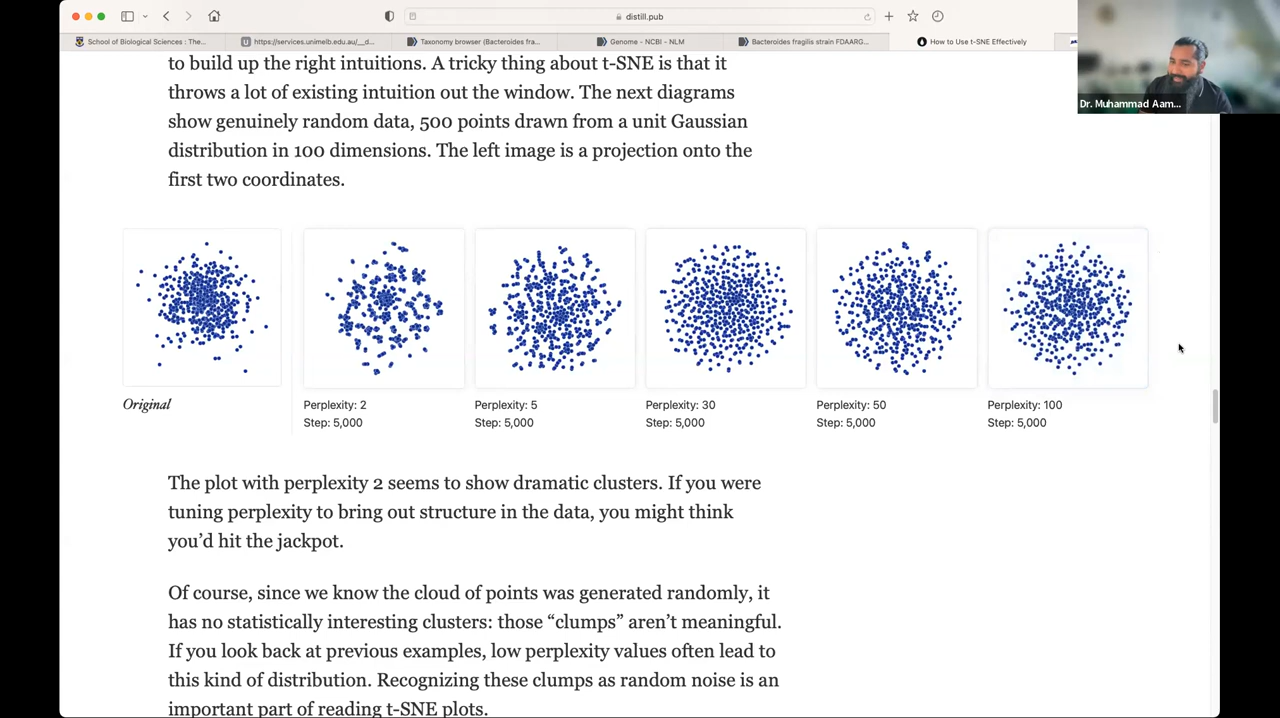 distill.pub
School of Biological Sciences : The...
https://services.unimelb.edu.au/__d...
Taxonomy browser (Bacteroides fra...
Genome - NCBI - NLM
Bacteroides fragilis strain FDAARG...
How to Use t-SNE Effectively
Dr. Muhammad Aam...
to build up the right intuitions. A tricky thing about t-SNE is that it
throws a lot of existing intuition out the window. The next diagrams
show genuinely random data, 500 points drawn from a unit Gaussian
distribution in 100 dimensions. The left image is a projection onto the
first two coordinates.
Original
Perplexity: 2
Step: 5,000
Perplexity: 5
Step: 5,000
Perplexity: 30
Step: 5,000
Perplexity: 50
Step: 5,000
Perplexity: 100
Step: 5,000
The plot with perplexity 2 seems to show dramatic clusters. If you were
tuning perplexity to bring out structure in the data, you might think
you’d hit the jackpot.
Of course, since we know the cloud of points was generated randomly, it
has no statistically interesting clusters: those “clumps” aren’t meaningful.
If you look back at previous examples, low perplexity values often lead to
this kind of distribution. Recognizing these clumps as random noise is an
important part of reading t-SNE plots.